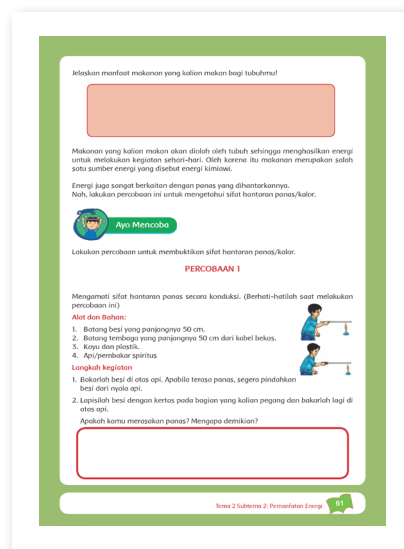 Jelaskan manfaat makanan yang kalian makan bagi tubuhmu!
Makanan yang kalian makan akan diolah oleh tubuh sehingga menghasilkan energi
untuk melakukan kegiatan sehari-hari. Oleh karena itu makanan merupakan salah
satu sumber energi yang disebut energi kimiawi.
Energi juga sangat berkaitan dengan panas yang dihantarkannya.
Nah, lakukan percobaan ini untuk mengetahui sifat hantaran panas/kalor.
Ayo Mencoba
Lakukan percobaan untuk membuktikan sifat hantaran panas/kalor.
PERCOBAAN 1
Mengamati sifat hantaran panas secara konduksi. (Berhati-hatilah saat melakukan
percobaan ini)
Alat dan Bahan:
1. Batang besi yang panjangnya 50 cm.
2. Batang tembaga yang panjangnya 50 cm dari kabel bekas.
3. Kayu dan plastik.
4. Api/pembakar spiritus
Langkah kegiatan
1. Bakarlah besi di atas api. Apabila terasa panas, segera pindahkan
besi dari nyala api.
2. Lapisilah besi dengan kertas pada bagian yang kalian pegang dan bakarlah lagi di
atas api.
Apakah kamu merasakan panas? Mengapa demikian?
Tema 2 Subtema 2: Pemanfatan Energi
61